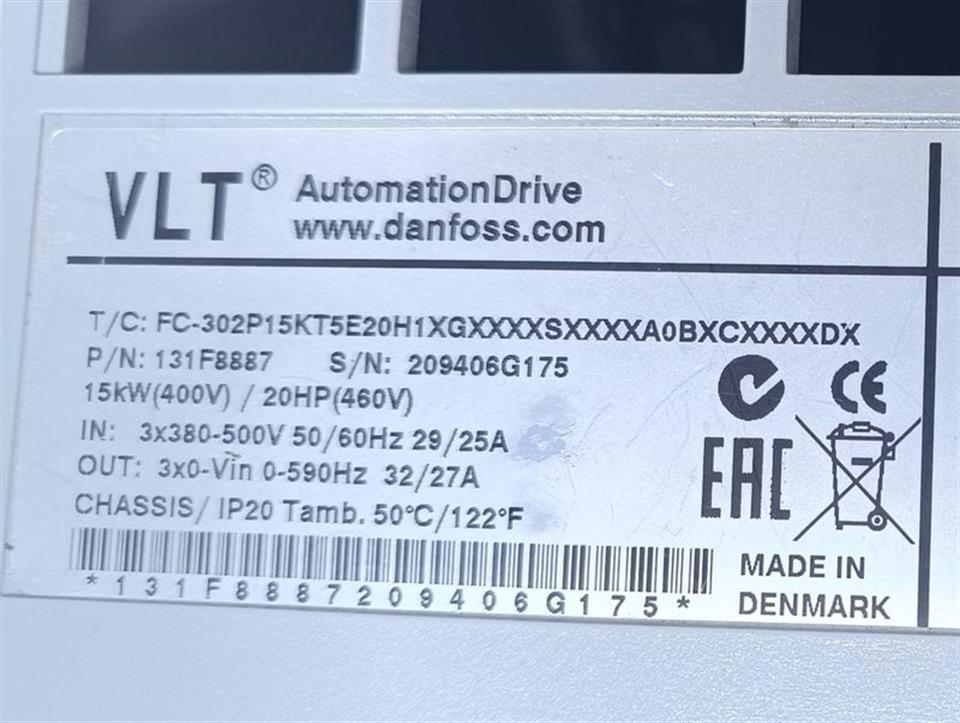 VLT® AutomationDrive
www.danfoss.com
T/C: FC-302P15KT5E20H1XGXXXXSXXXXA0BXCXXXXDX
P/N: 131F8887 S/N: 209406G175
15kW(400V) / 20HP(460V)
IN: 3x380-500V 50/60Hz 29/25A
OUT: 3x0-Vin 0-590Hz 32/27A
CHASSIS/ IP20 Tamb. 50°C/122°F
*131F8887209406G175*
CE
EAC
MADE IN
DENMARK